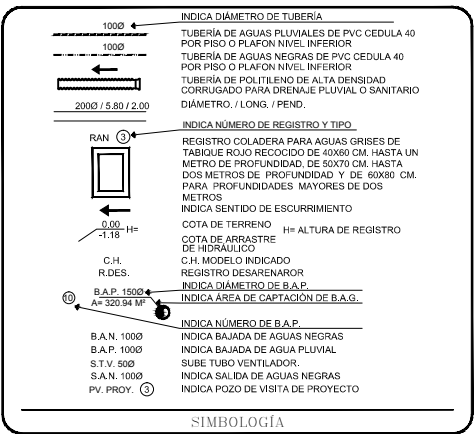 INDICA DIÁMETRO DE TUBERÍA
100Ø
TUBERÍA DE AGUAS PLUVIALES DE PVC CEDULA 40
POR PISO O PLAFON NIVEL INFERIOR
100Ø
TUBERÍA DE AGUAS NEGRAS DE PVC CEDULA 40
POR PISO O PLAFON NIVEL INFERIOR
TUBERÍA DE POLITILENO DE ALTA DENSIDAD
CORRUGADO PARA DRENAJE PLUVIAL O SANITARIO
200Ø / 5.80 / 2.00 DIÁMETRO. / LONG. / PEND.
INDICA NÚMERO DE REGISTRO Y TIPO
RAN 3
REGISTRO COLADERA PARA AGUAS GRISES DE
TABIQUE ROJO RECOCIDO DE 40X60 CM. HASTA UN
METRO DE PROFUNDIDAD, DE 50X70 CM. HASTA
DOS METROS DE PROFUNDIDAD Y DE 60X80 CM.
PARA PROFUNDIDADES MAYORES DE DOS
METROS
INDICA SENTIDO DE ESCURRIMIENTO
0.00 COTA DE TERRENO
H= H= ALTURA DE REGISTRO
-1.18 COTA DE ARRASTRE
DE HIDRÁULICO
C.H. C.H. MODELO INDICADO
R.DES. REGISTRO DESARENAROR
INDICA DIÁMETRO DE B.A.P.
B.A.P. 150Ø
A= 320.94 M² INDICA ÁREA DE CAPTACIÓN DE B.A.G.
10
INDICA NÚMERO DE B.A.P.
B.A.N. 100Ø INDICA BAJADA DE AGUAS NEGRAS
B.A.P. 100Ø INDICA BAJADA DE AGUA PLUVIAL
S.T.V. 50Ø SUBE TUBO VENTILADOR.
S.A.N. 100Ø INDICA SALIDA DE AGUAS NEGRAS
PV. PROY. 3 INDICA POZO DE VISITA DE PROYECTO
SIMBOLOGÍA